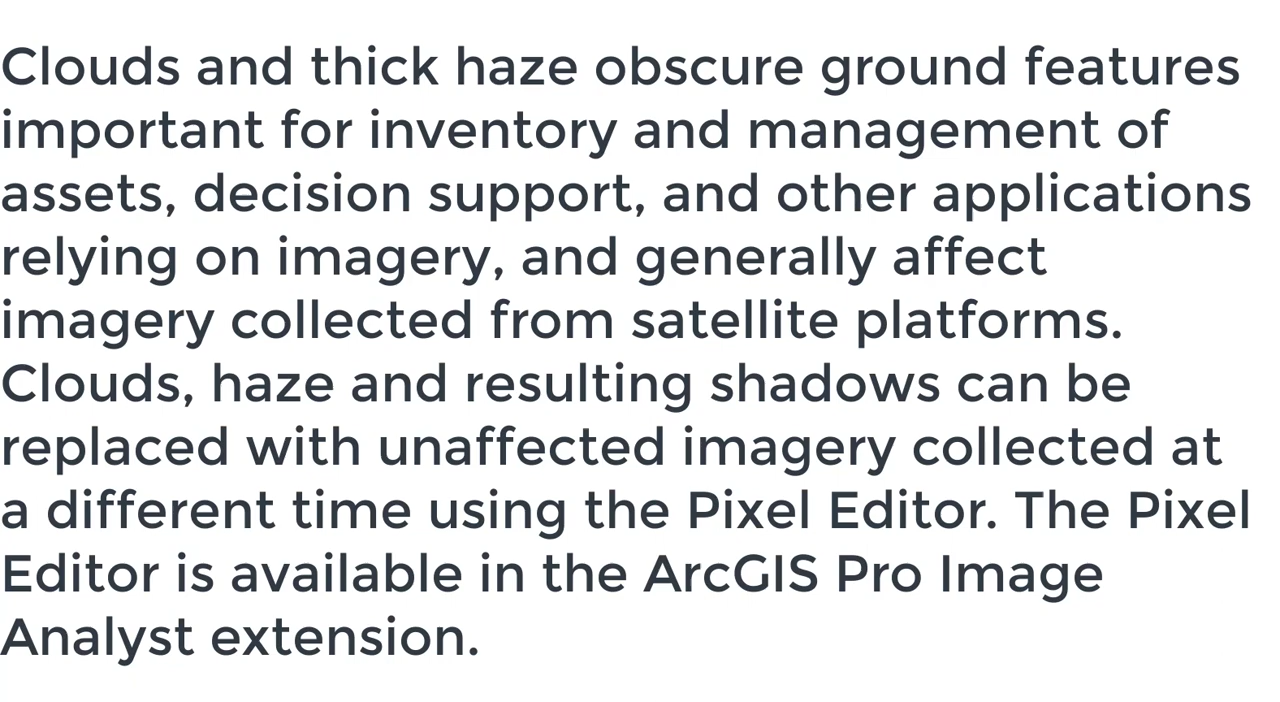 Clouds and thick haze obscure ground features
important for inventory and management of
assets, decision support, and other applications
relying on imagery, and generally affect
imagery collected from satellite platforms.
Clouds, haze and resulting shadows can be
replaced with unaffected imagery collected at
a different time using the Pixel Editor. The Pixel
Editor is available in the ArcGIS Pro Image
Analyst extension.